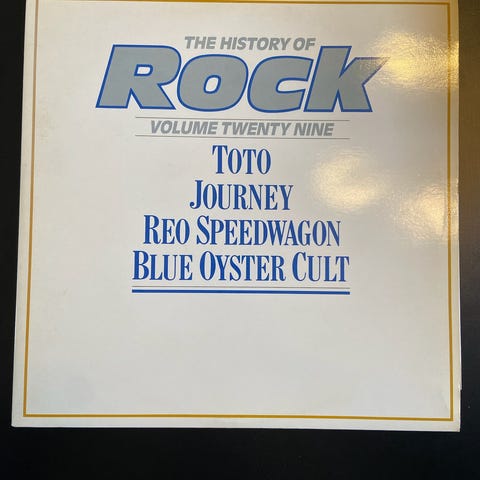 THE HISTORY OF
ROCK
VOLUME TWENTY NINE
TOTO
JOURNEY
REO SPEEDWAGON
BLUE OYSTER CULT